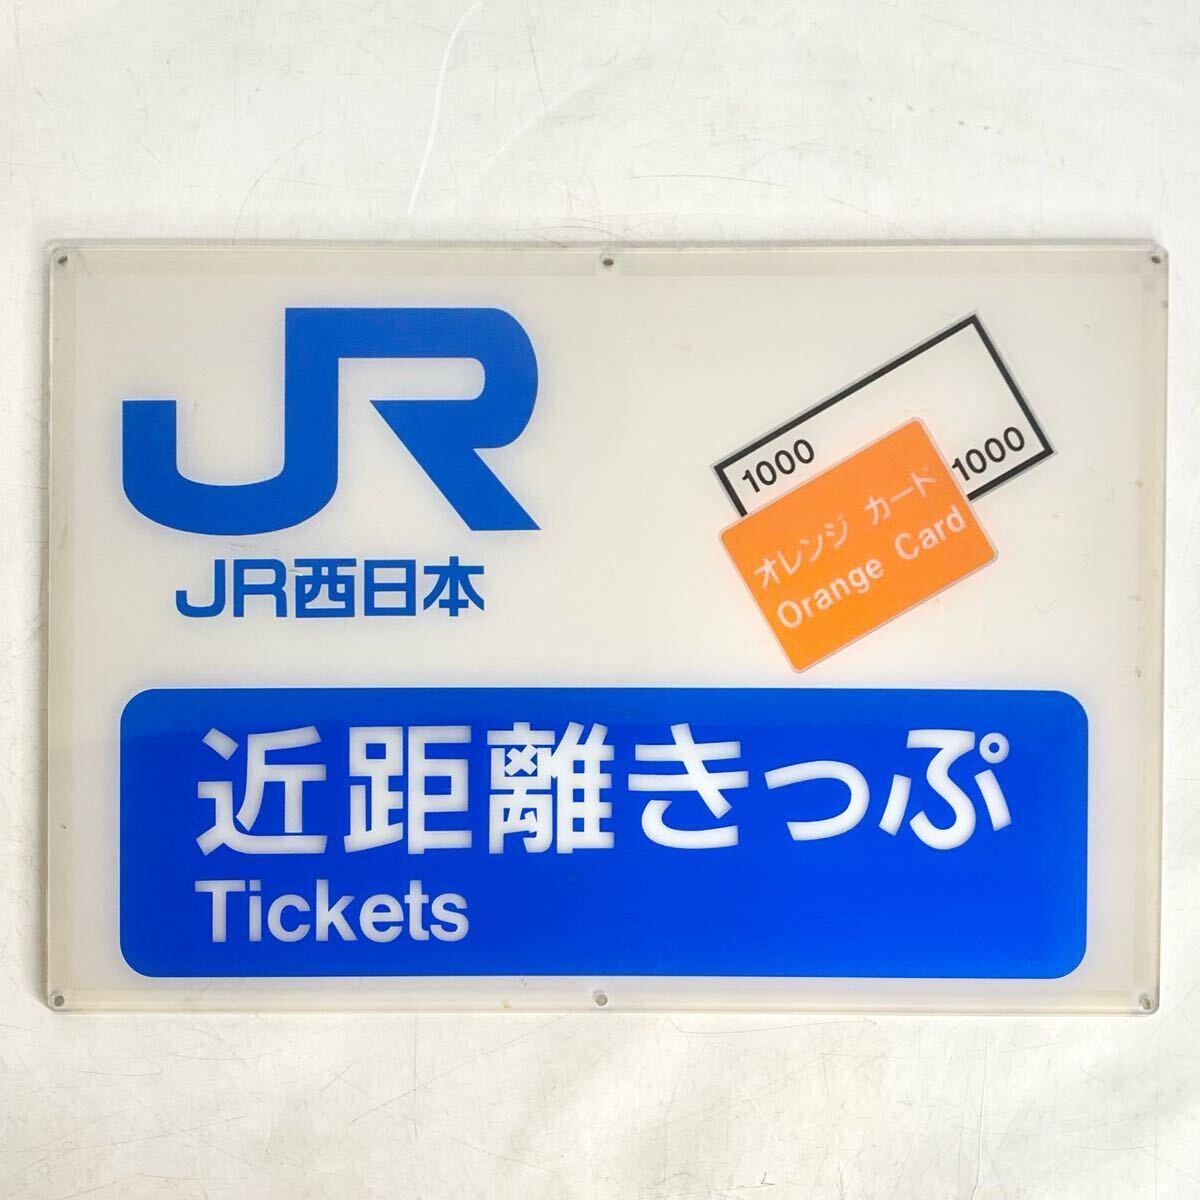 JR
JR西日本
1000
1000
オレンジ カード
Orange Card
近距離きっぷ
Tickets